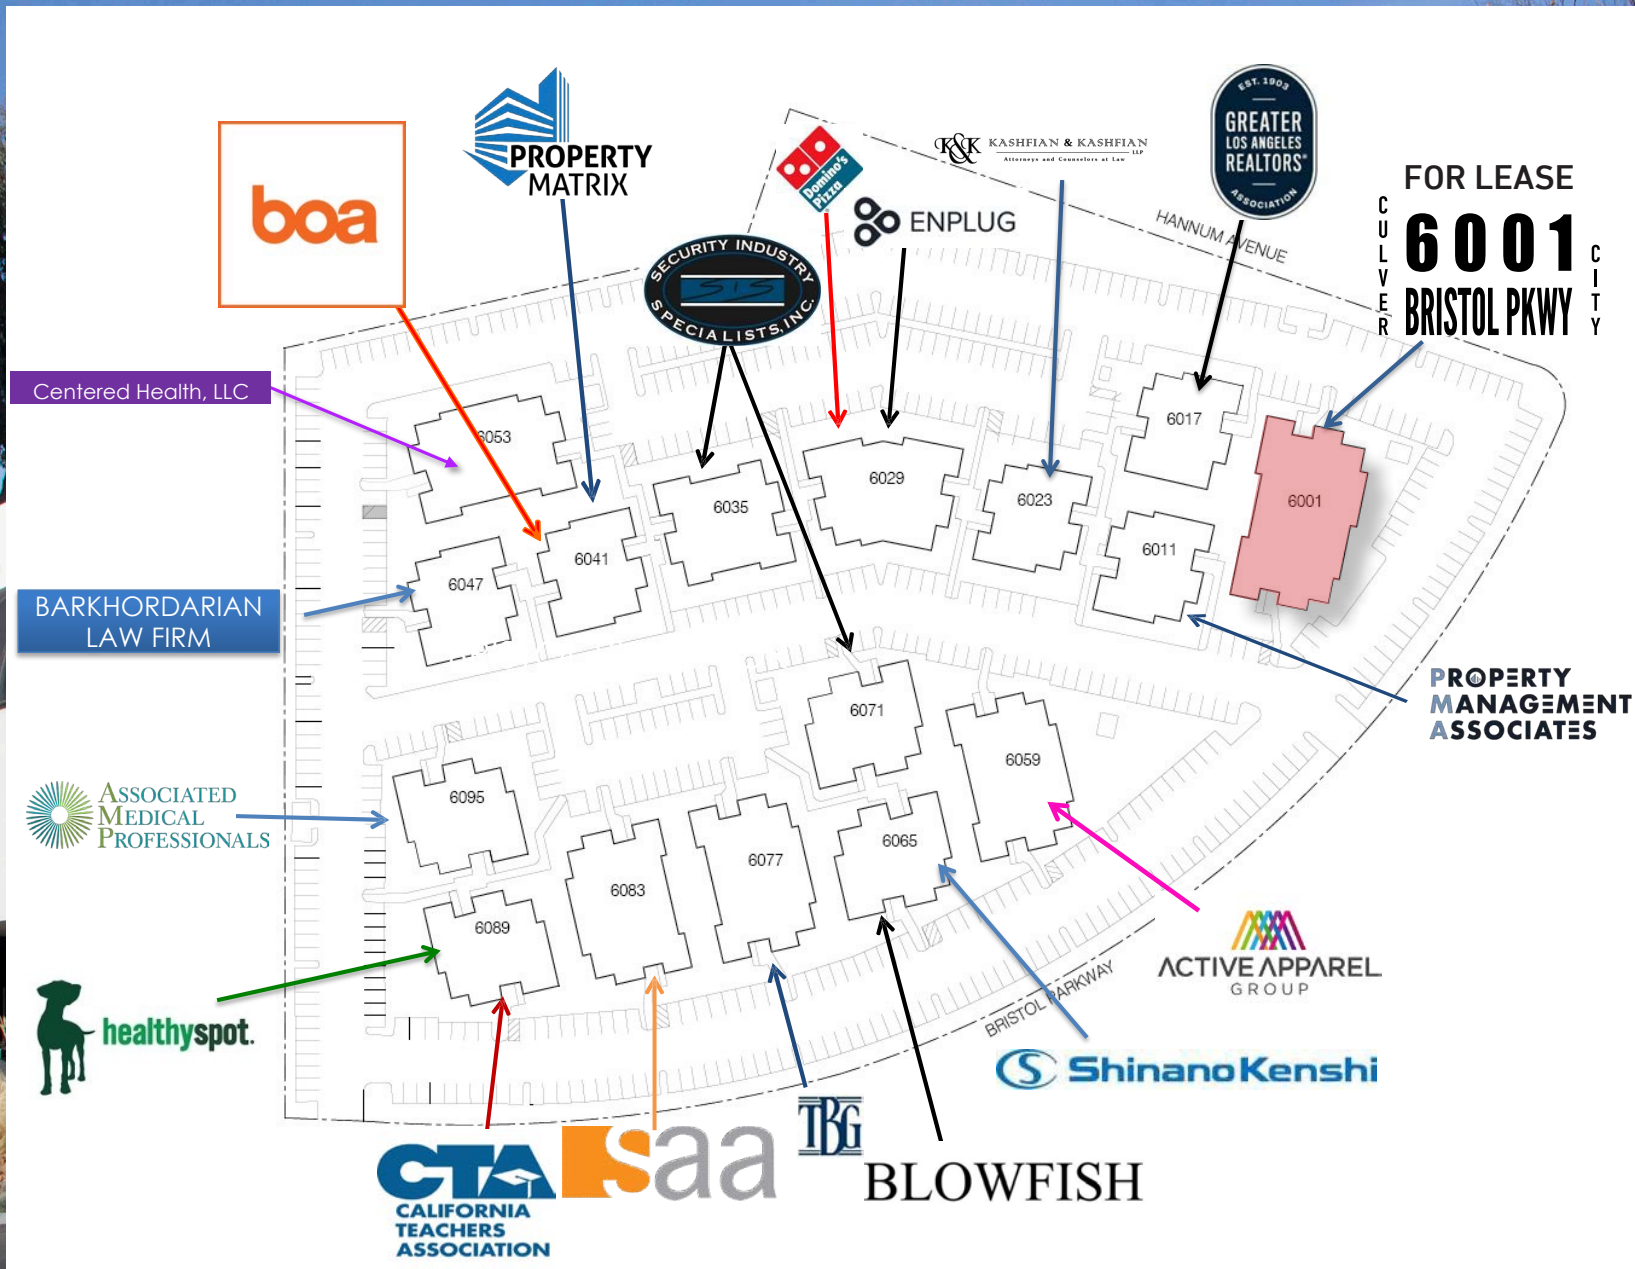 EST. 1903
GREATER
LOS ANGELES
REALTORS®
ASSOCIATION
PROPERTY
MATRIX
boa
Domino's
Pizza
K&K KASHFIAN & KASHFIAN
LLP
Attorneys and Counselors at Law
ENPLUG
HANNUM AVENUE
FOR LEASE
CULVER
6001
CITY
BRISTOL PKWY
SECURITY INDUSTRY
SIS
SPECIALISTS, INC.
Centered Health, LLC
6053
6017
6035
6029
6023
6001
6041
6011
6047
BARKHORDARIAN
LAW FIRM
PROPERTY
MANAGEMENT
ASSOCIATES
6071
6059
6095
ASSOCIATED
MEDICAL
PROFESSIONALS
6065
6077
6083
6089
ACTIVE APPAREL
GROUP
BRISTOL PARKWAY
healthyspot.
ShinanoKenshi
TBG
CTA
saa
BLOWFISH
CALIFORNIA
TEACHERS
ASSOCIATION